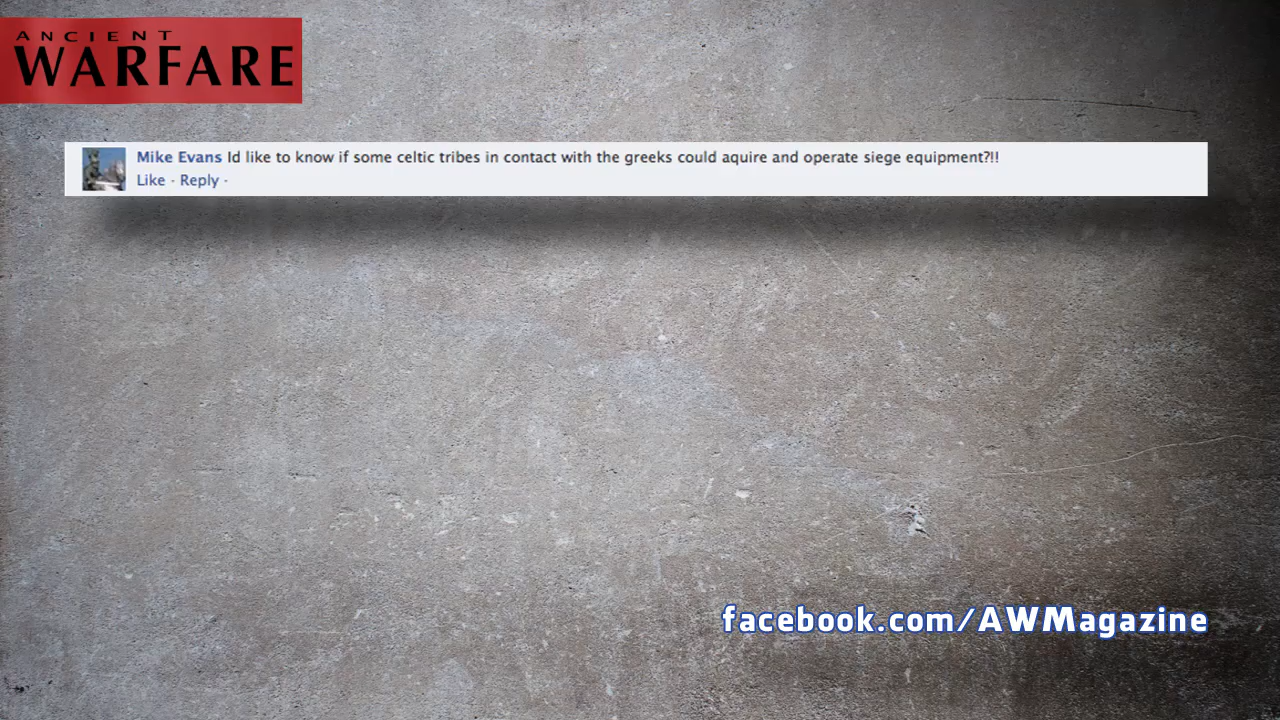 ANCIENT
WARFARE
Mike Evans Id like to know if some celtic tribes in contact with the greeks could aquire and operate siege equipment?!!
Like · Reply ·
facebook.com/AWMagazine